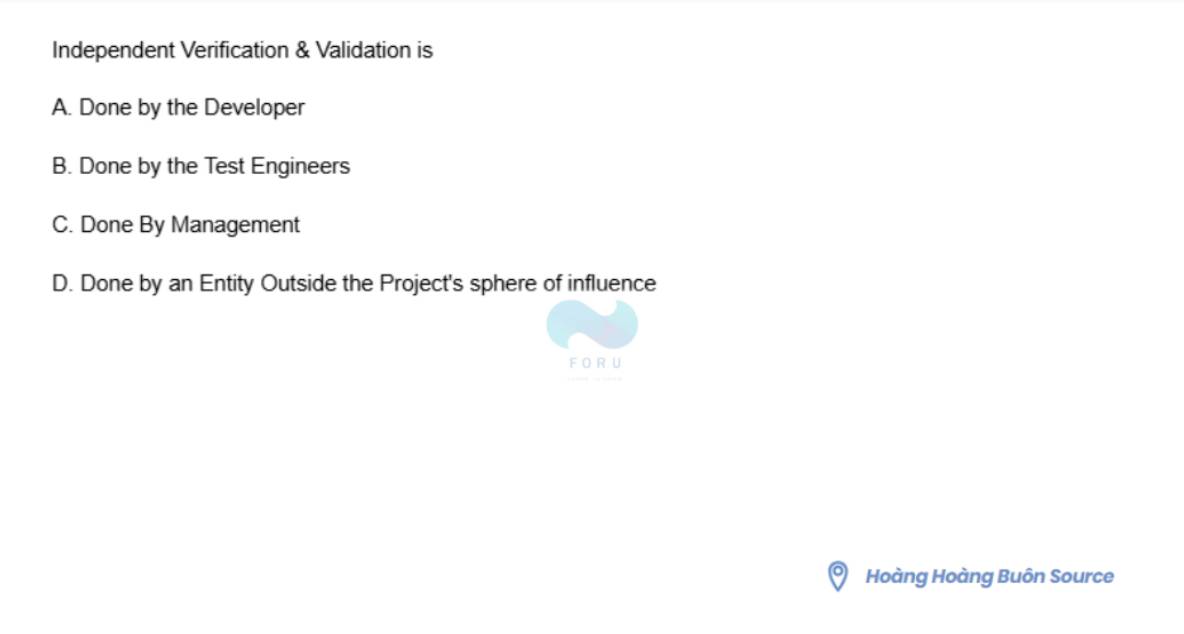 Independent Verification & Validation is
A. Done by the Developer
B. Done by the Test Engineers
C. Done By Management
D. Done by an Entity Outside the Project's sphere of influence
FORU
Hoàng Hoàng Buôn Source